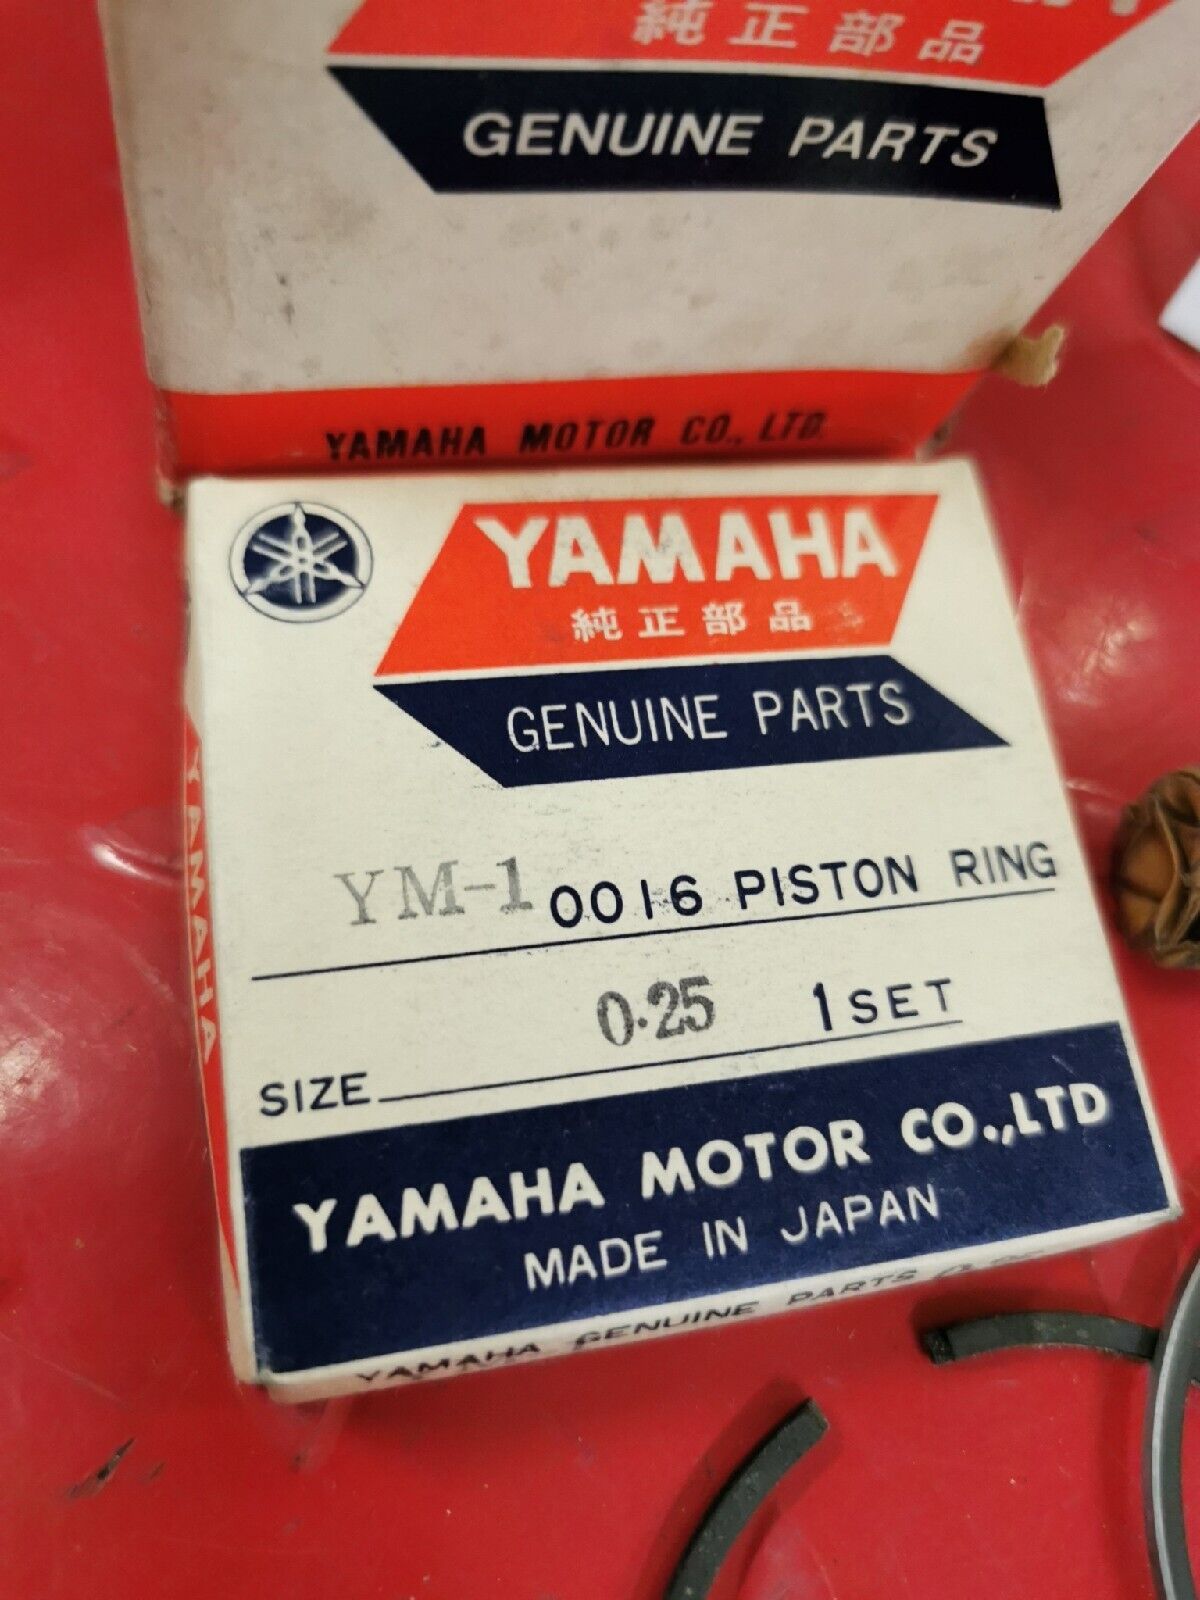 純正部品
GENUINE PARTS
YAMAHA MOTOR CO., LTD.
YAMAHA
純正部品
GENUINE PARTS
YM-1 0016 PISTON RING
0.25 1 SET
SIZE
YAMAHA MOTOR CO.,LTD
MADE IN JAPAN
YAMAHA GENUINE PARTS
YAMAHA